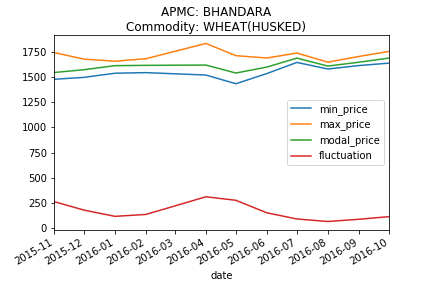 APMC: BHANDARA
Commodity: WHEAT(HUSKED)
1750
1500
1250
1000
750
500
250
0
min_price
max_price
modal_price
fluctuation
2015-11
2015-12
2016-01
2016-02
2016-03
2016-04
2016-05
2016-06
2016-07
2016-08
2016-09
2016-10
date